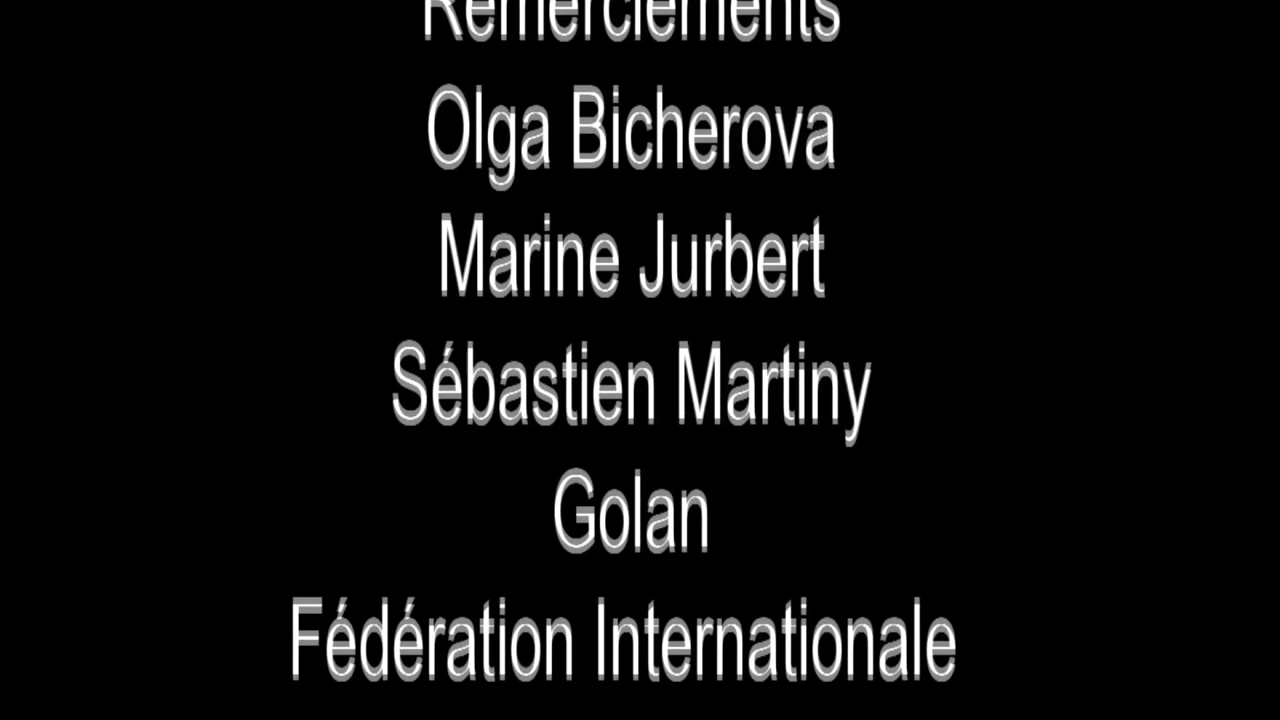 Remerciements
Olga Bicherova
Marine Jurbert
Sébastien Martiny
Golan
Fédération Internationale